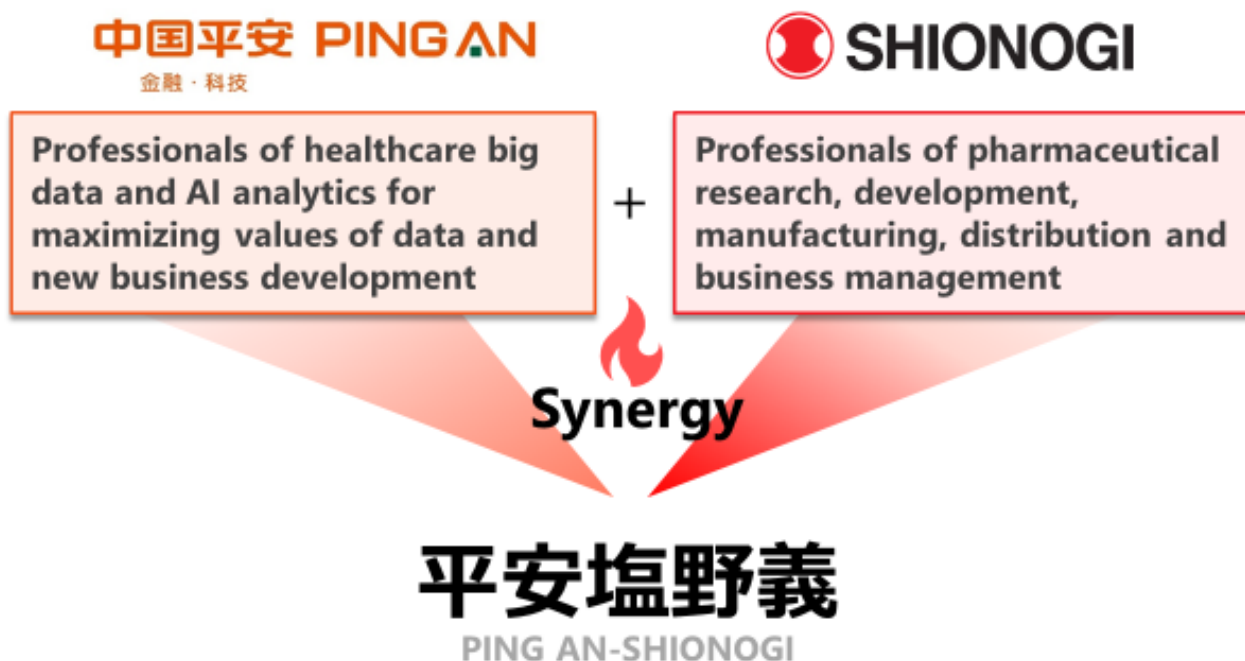 中国平安 PING AN
金融·科技
SHIONOGI
Professionals of healthcare big
data and AI analytics for
maximizing values of data and
new business development
+
Professionals of pharmaceutical
research, development,
manufacturing, distribution and
business management
Synergy
平安塩野義
PING AN-SHIONOGI